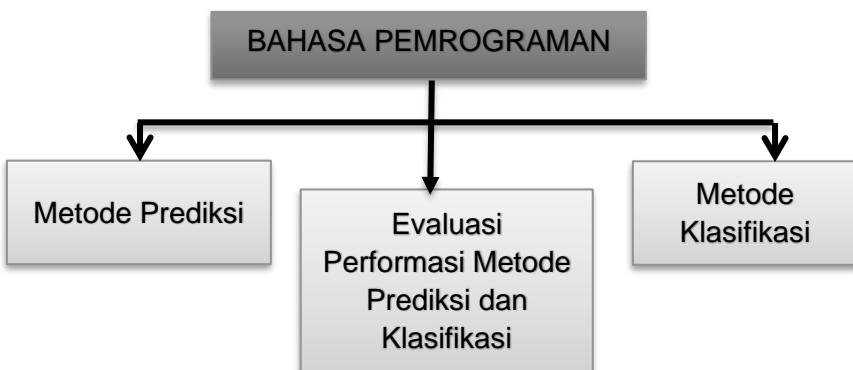 BAHASA PEMROGRAMAN
Metode Prediksi
Evaluasi
Performasi Metode
Prediksi dan
Klasifikasi
Metode
Klasifikasi